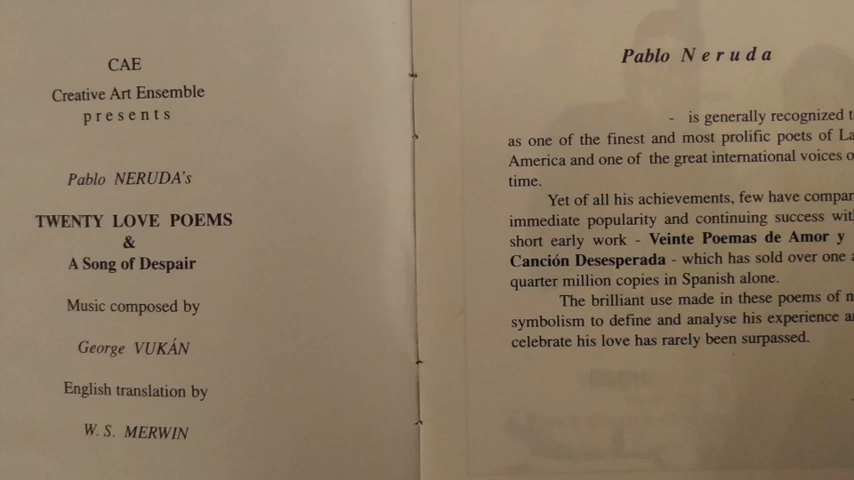 CAE
Creative Art Ensemble
presents
Pablo NERUDA's
TWENTY LOVE POEMS
&
A Song of Despair
Music composed by
George VUKÁN
English translation by
W. S. MERWIN
Pablo Neruda
- is generally recognized
as one of the finest and most prolific poets of
America and one of the great international voices
time.
Yet of all his achievements, few have
immediate popularity and continuing success
short early work - Veinte Poemas de Amor y
Canción Desesperada - which has sold over one
quarter million copies in Spanish alone.
The brilliant use made in these poems of
symbolism to define and analyse his experience
celebrate his love has rarely been surpassed.